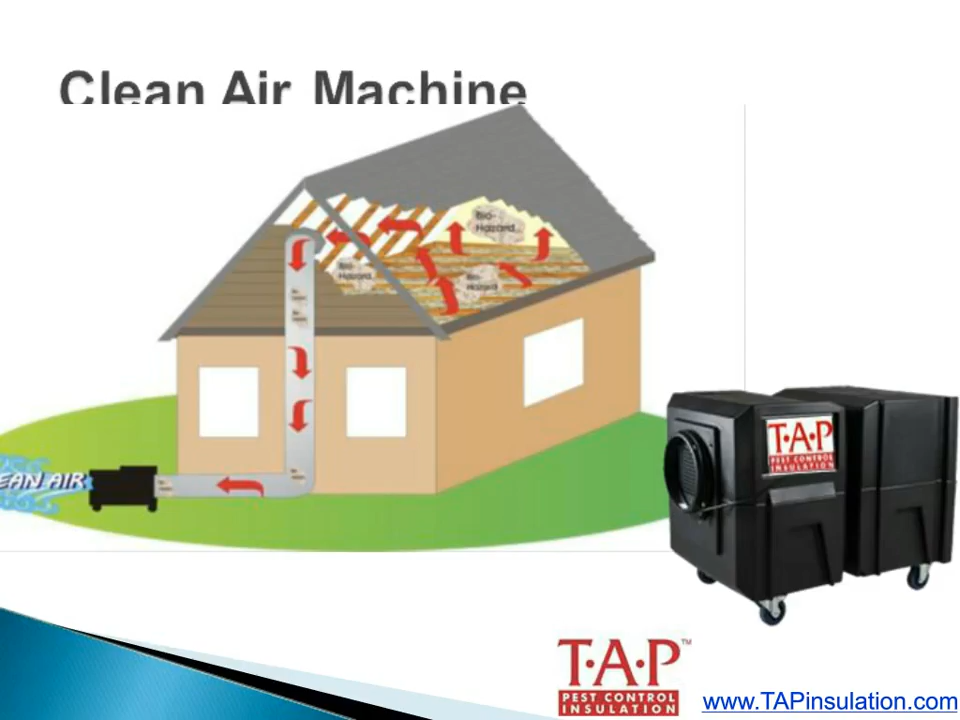 Clean Air Machine
Bio-
Hazard
Bio-
Hazard
Bio-
Hazard
EAN AIR
T·A·P
PEST CONTROL
INSULATION
T·A·P™
PEST CONTROL
INSULATION
www.TAPinsulation.com